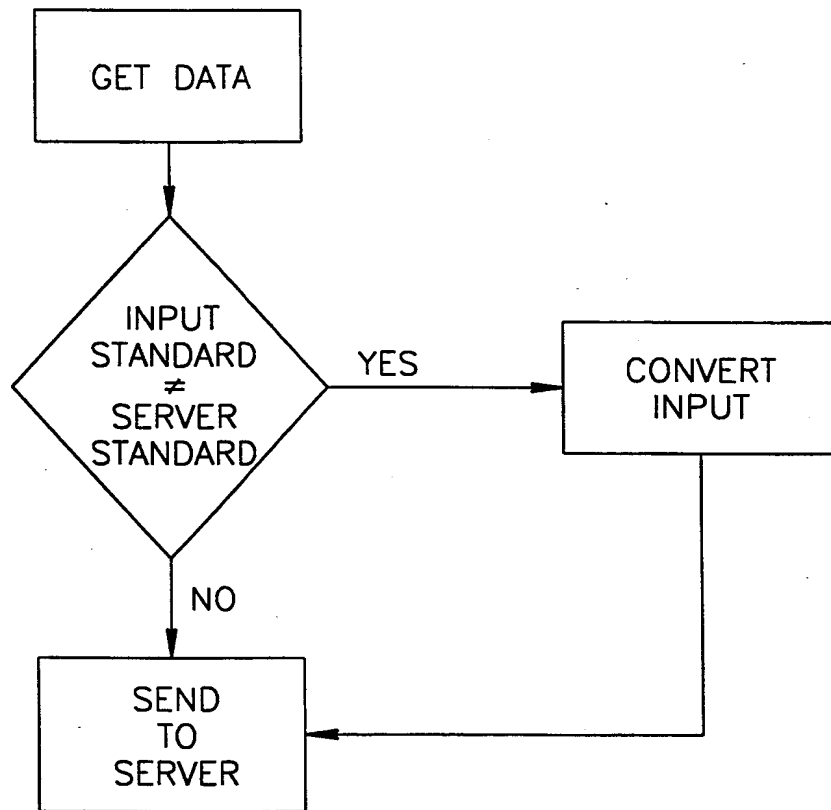 GET DATA
INPUT
STANDARD
≠
SERVER
STANDARD
YES
CONVERT
INPUT
NO
SEND
TO
SERVER